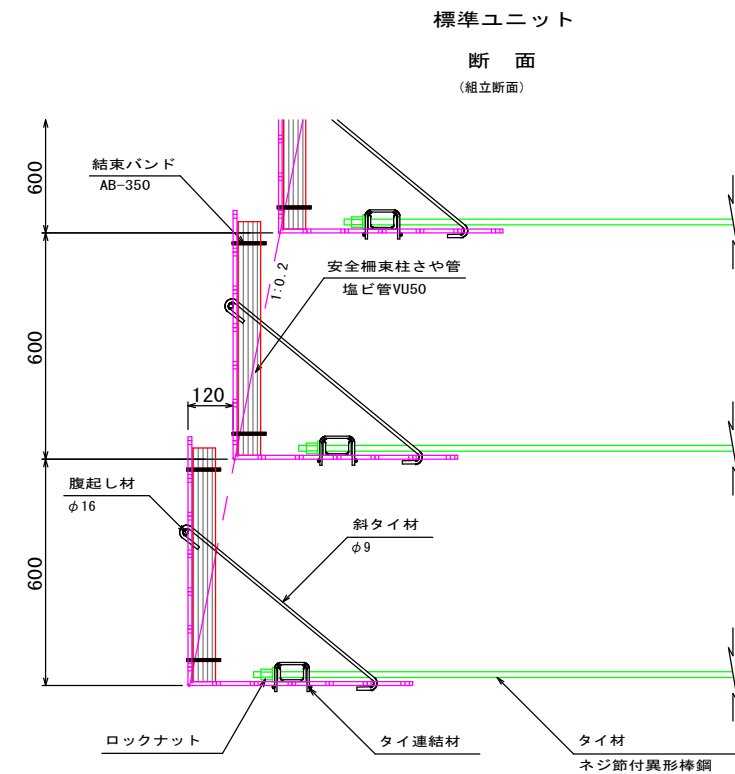 標準ユニット
断 面
(組立断面)
600
結束バンド
AB-350
安全柵束柱さや管
塩ビ管VU50
1:0.2
600
120
腹起し材
φ16
斜タイ材
φ9
600
ロックナット
タイ連結材
タイ材
ネジ節付異形棒鋼